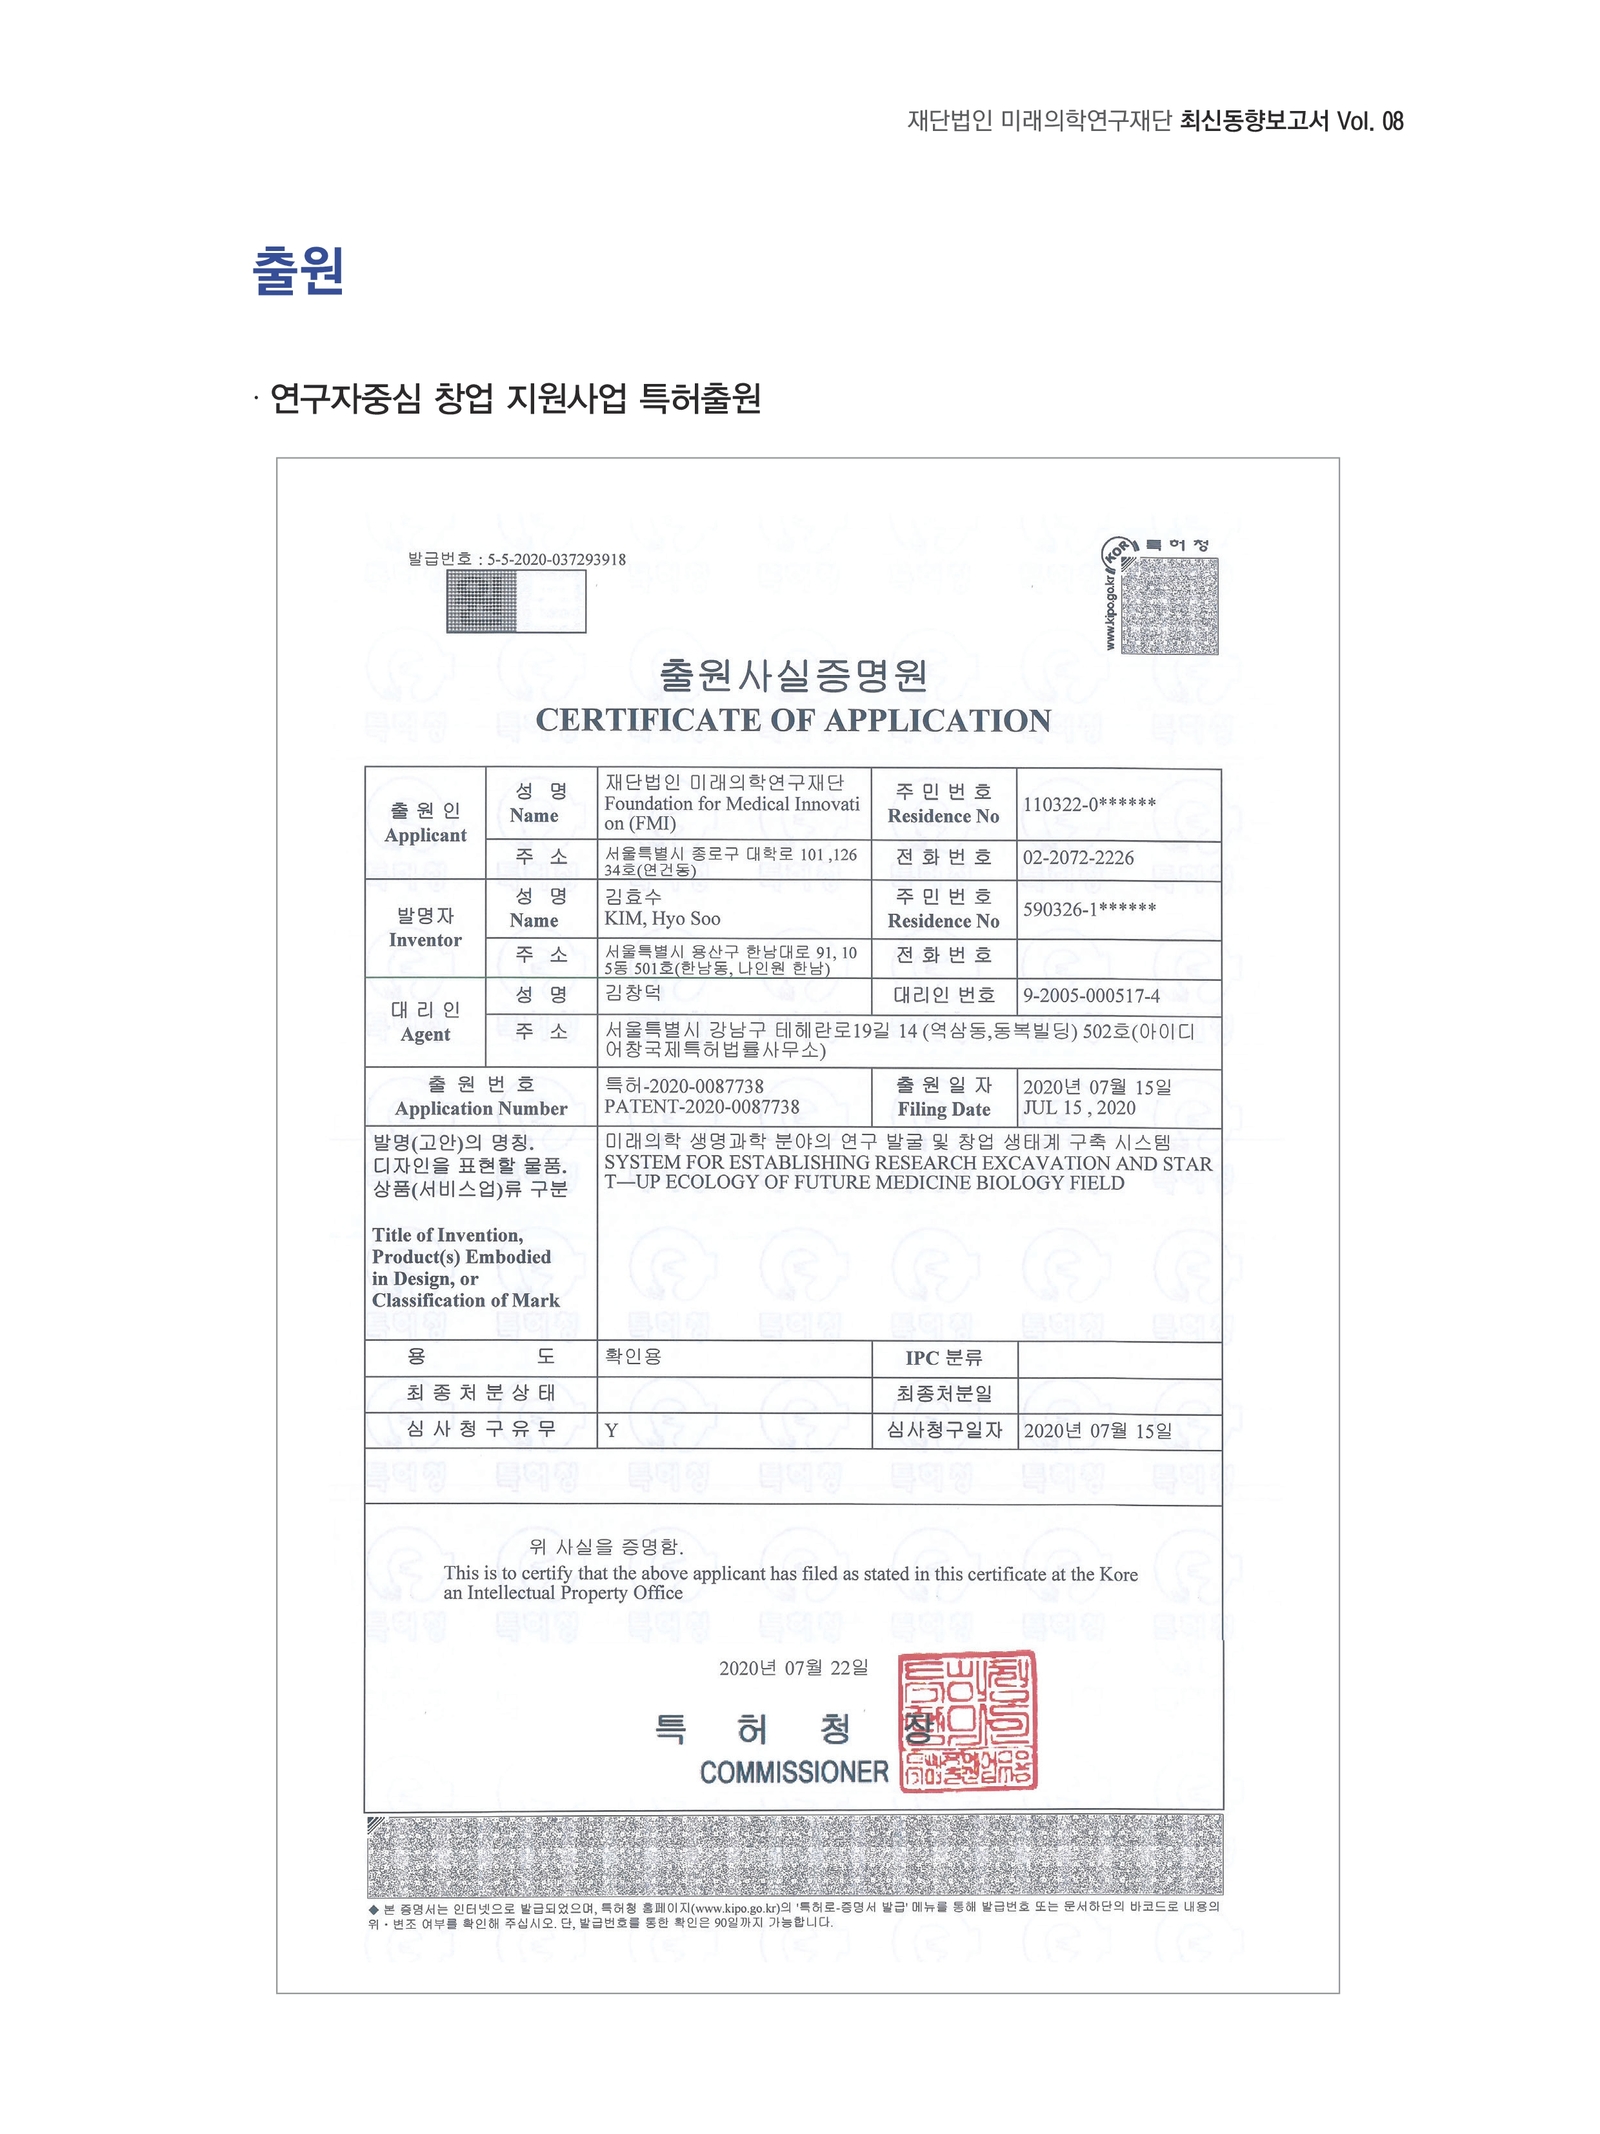 재단법인 미래의학연구재단 최신동향보고서 Vol. 08
출원
· 연구자중심 창업 지원사업 특허출원
발급번호 : 5-5-2020-037293918
KOR 특허청
www.kipo.go.kr
출원사실증명원
CERTIFICATE OF APPLICATION
출원인
Applicant
성 명
Name
재단법인 미래의학연구재단
Foundation for Medical Innovati
on (FMI)
주민번호
Residence No
110322-0******
주 소
서울특별시 종로구 대학로 101 ,126
34호(연건동)
전화번호
02-2072-2226
발명자
Inventor
성 명
Name
김효수
KIM, Hyo Soo
주민번호
Residence No
590326-1******
주 소
서울특별시 용산구 한남대로 91, 10
5동 501호(한남동, 나인원 한남)
전화번호
대리인
Agent
성 명
김창덕
대리인 번호
9-2005-000517-4
주 소
서울특별시 강남구 테헤란로19길 14 (역삼동,동복빌딩) 502호(아이디
어창국제특허법률사무소)
출원번호
Application Number
특허-2020-0087738
PATENT-2020-0087738
출원일자
Filing Date
2020년 07월 15일
JUL 15 , 2020
발명(고안)의 명칭.
디자인을 표현할 물품.
상품(서비스업)류 구분
Title of Invention,
Product(s) Embodied
in Design, or
Classification of Mark
미래의학 생명과학 분야의 연구 발굴 및 창업 생태계 구축 시스템
SYSTEM FOR ESTABLISHING RESEARCH EXCAVATION AND STAR
T—UP ECOLOGY OF FUTURE MEDICINE BIOLOGY FIELD
용 도
확인용
IPC 분류
최종처분상태
최종처분일
심사청구유무
Y
심사청구일자
2020년 07월 15일
위 사실을 증명함.
This is to certify that the above applicant has filed as stated in this certificate at the Kore
an Intellectual Property Office
2020년 07월 22일
특 허 청 장
COMMISSIONER
◆ 본 증명서는 인터넷으로 발급되었으며, 특허청 홈페이지(www.kipo.go.kr)의 '특허로-증명서 발급' 메뉴를 통해 발급번호 또는 문서하단의 바코드로 내용의
위・변조 여부를 확인해 주십시오. 단, 발급번호를 통한 확인은 90일까지 가능합니다.